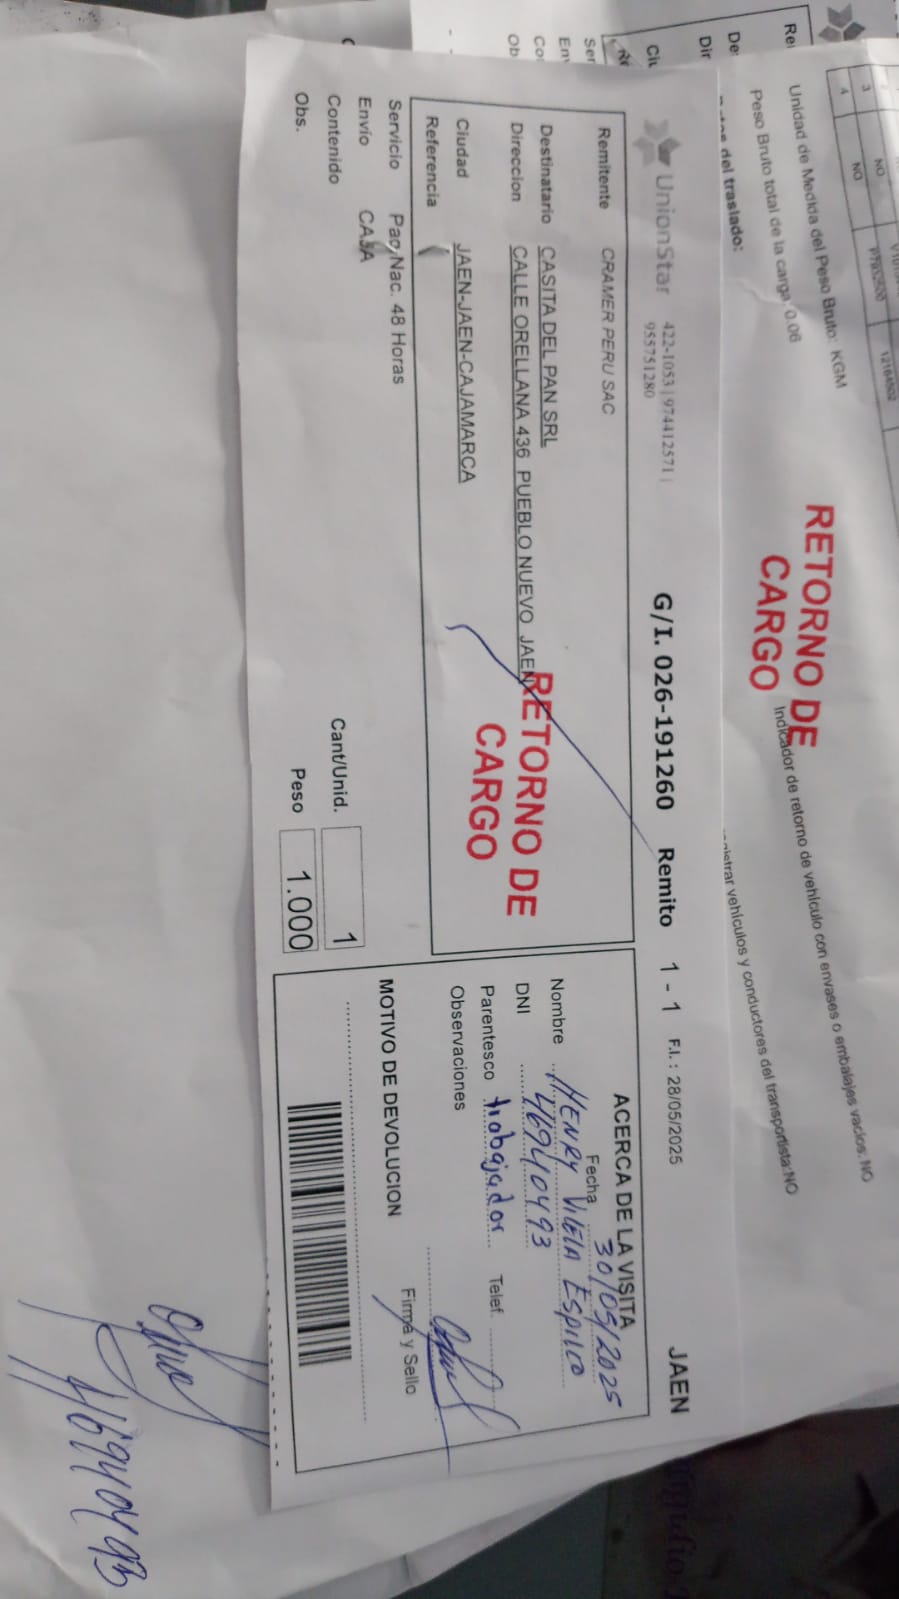 UnionStar
422-1053 | 974412571 |
955751280
G/I. 026-191260 Remito 1 - 1 F.I.: 28/05/2025 JAEN
Remitente CRAMER PERU SAC
Destinatario CASITA DEL PAN SRL
Direccion CALLE ORELLANA 436 PUEBLO NUEVO JAEN
Ciudad JAEN-JAEN-CAJAMARCA
Referencia
RETORNO DE
CARGO
Servicio Paq Nac. 48 Horas
Envío CAJA
Contenido
Obs.
Cant/Unid. 1
Peso 1.000
ACERCA DE LA VISITA
Fecha 30/05/2025
Nombre HENRY VILELA ESPILCO
DNI 46940493
Parentesco trabajador Telef.
Observaciones
Firma y Sello
MOTIVO DE DEVOLUCION
46940493
3 NO
4 NO
Unidad de Medida del Peso Bruto: KGM
Peso Bruto total de la carga: 0.06
del traslado:
RETORNO DE
CARGO
Indicador de retorno de vehículo con envases o embalajes vacíos: NO
vehículos y conductores del transportista: NO